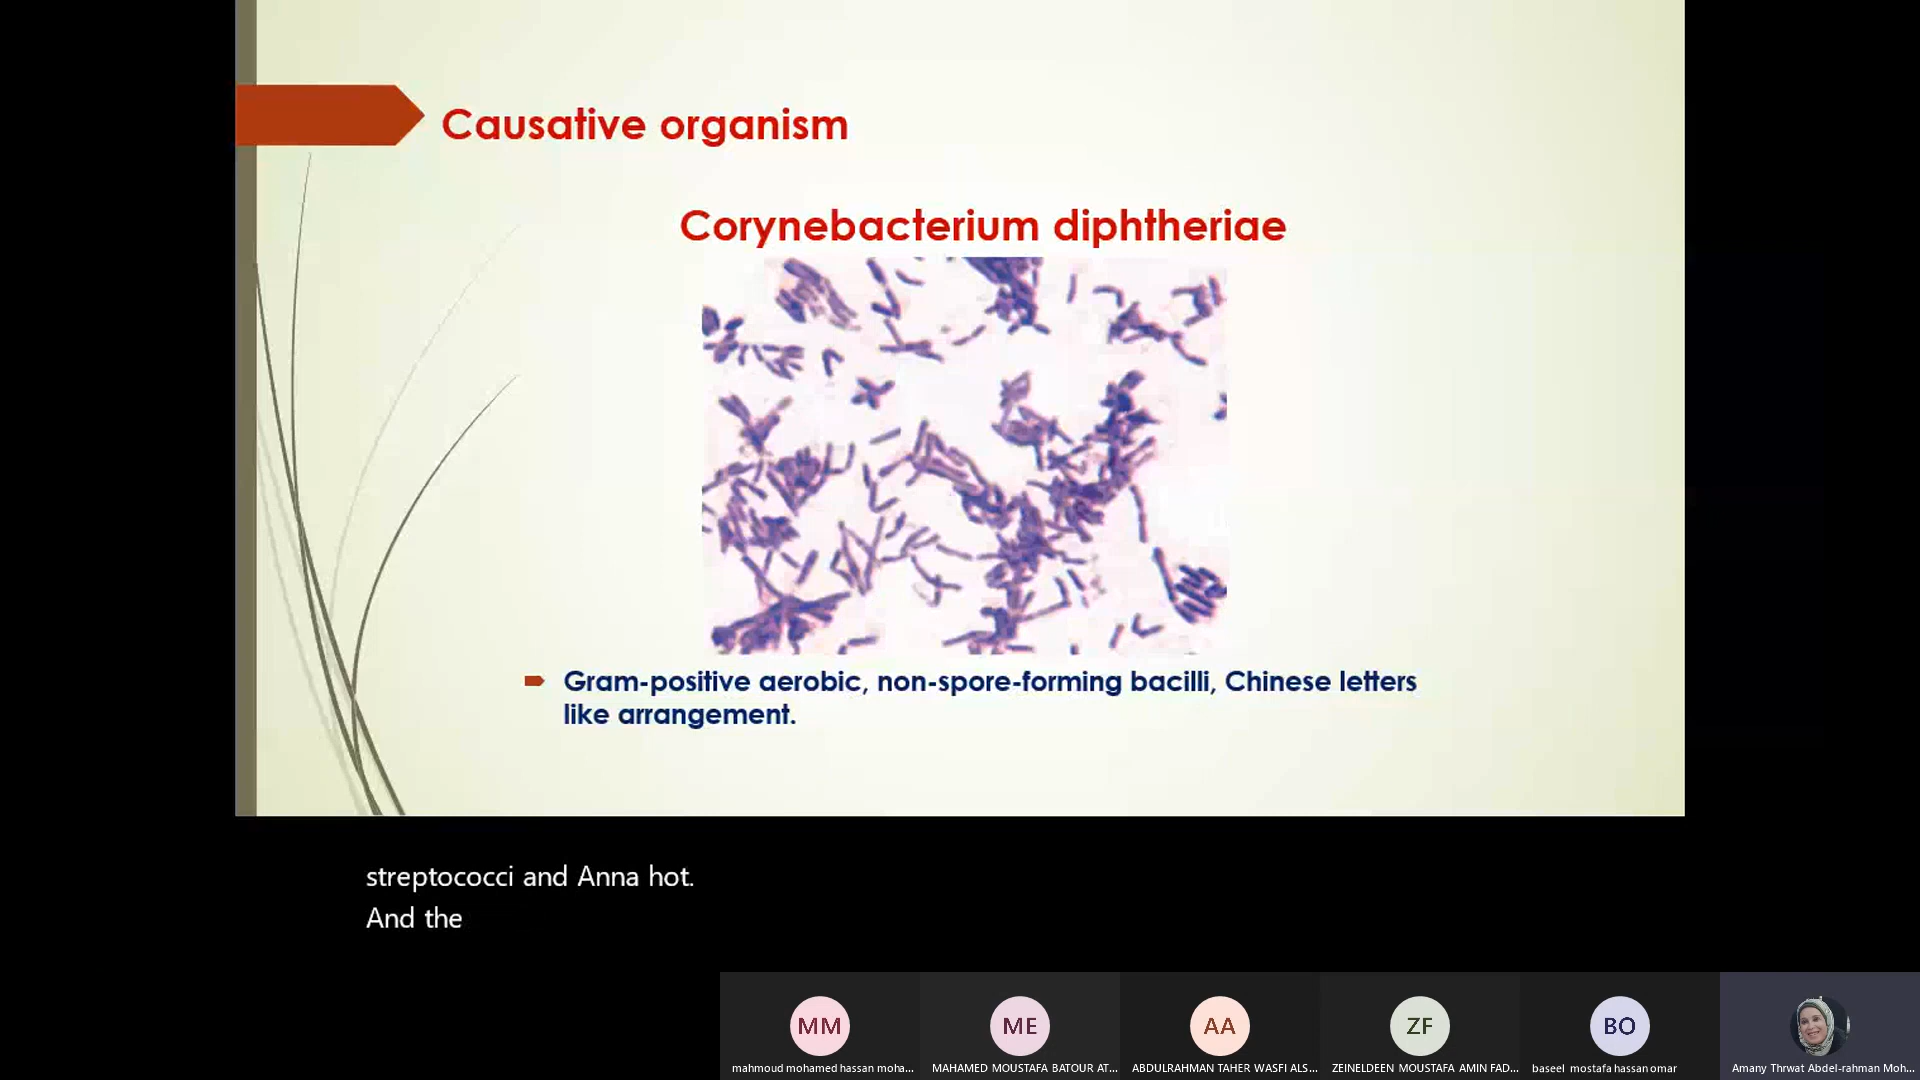 Causative organism
Corynebacterium diphtheriae
Gram-positive aerobic, non-spore-forming bacilli, Chinese letters
like arrangement.
streptococci and Anna hot.
And the
MM
ME
AA
ZF
BO
mahmoud mohamed hassan moha...
MAHAMED MOUSTAFA BATOUR AT...
ABDULRAHMAN TAHER WASFI ALS...
ZEINELDEEN MOUSTAFA AMIN FAD...
baseel mostafa hassan omar
Amany Thrwat Abdel-rahman Moh...